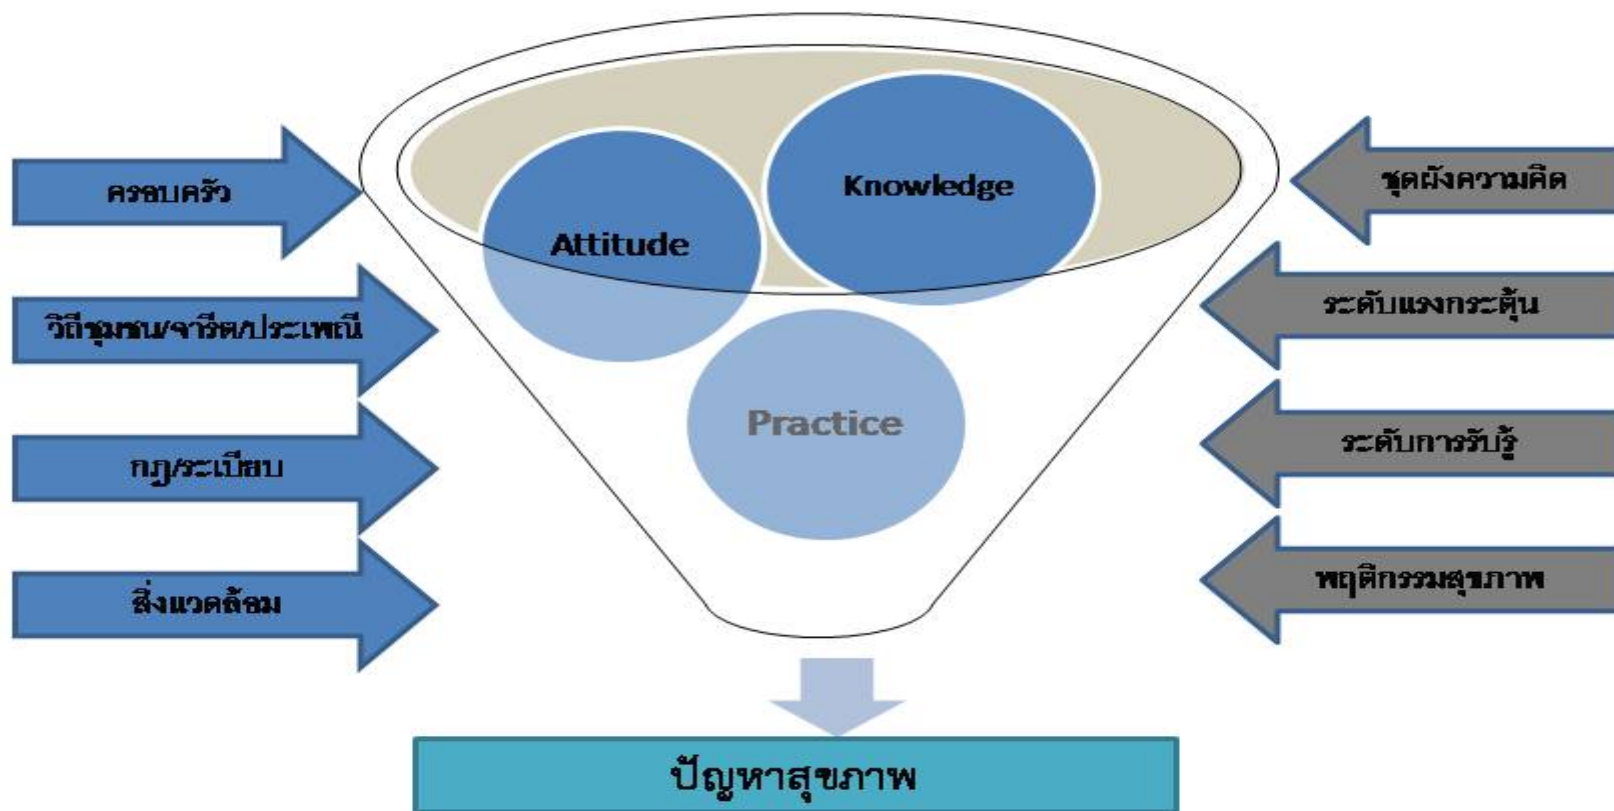 ครอบครัว
วิถีชุมชน/จารีต/ประเพณี
กฎ/ระเบียบ
สิ่งแวดล้อม
Attitude
Knowledge
Practice
ชุดผังความคิด
ระดับแรงกระตุ้น
ระดับการรับรู้
พฤติกรรมสุขภาพ
ปัญหาสุขภาพ